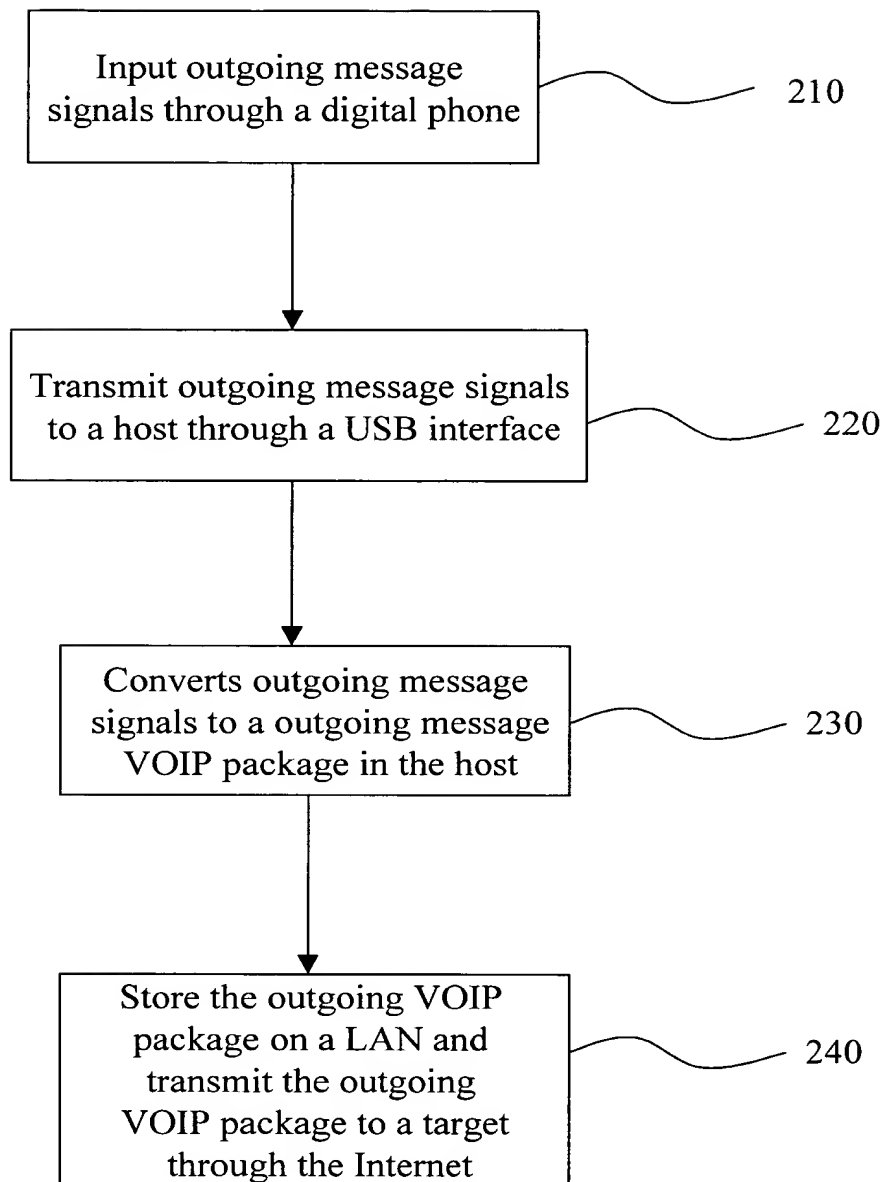 Input outgoing message
signals through a digital phone
210
Transmit outgoing message signals
to a host through a USB interface
220
Converts outgoing message
signals to a outgoing message
VOIP package in the host
230
Store the outgoing VOIP
package on a LAN and
transmit the outgoing
VOIP package to a target
through the Internet
240